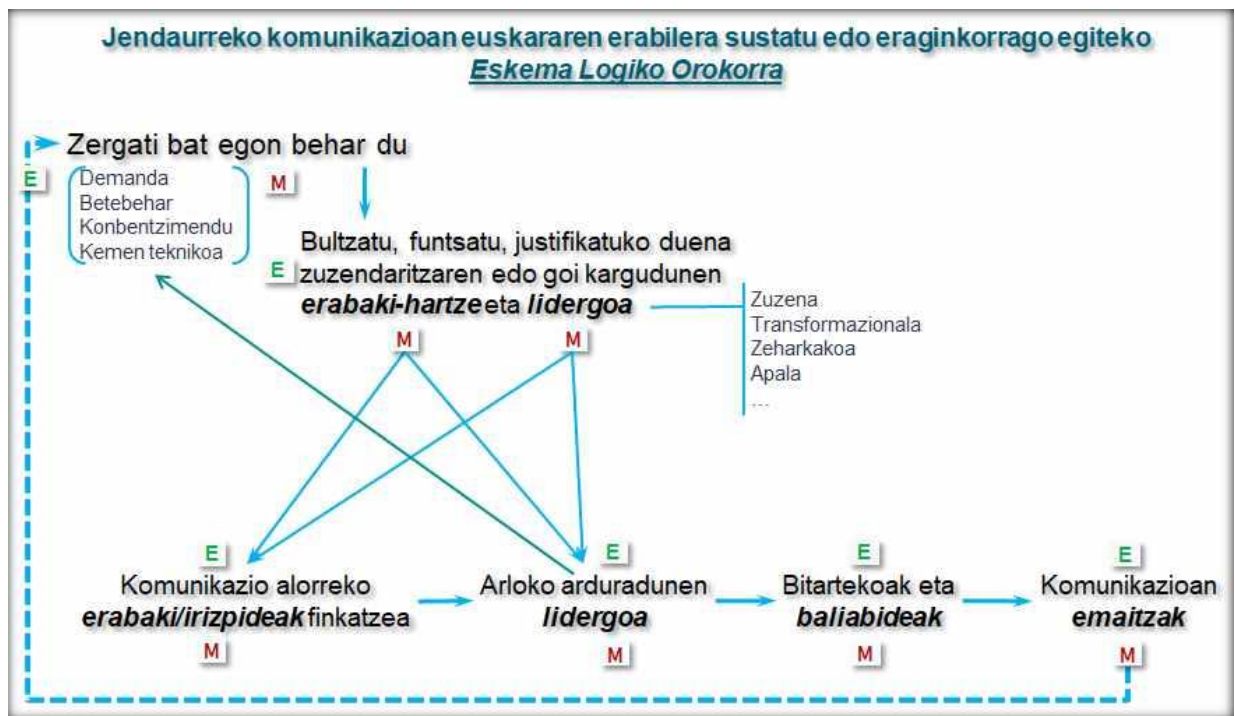 Jendaurreko komunikazioan euskararen erabilera sustatu edo eraginkorrago egiteko
Eskema Logiko Orokorra
Zergati bat egon behar du
E
Demanda
Betebehar
Konbentzimendu
Kemen teknikoa
M
Bultzatu, funtsatu, justifikatuko duena
E
zuzendaritzaren edo goi kargudunen
erabaki-hartze eta lidergoa
M
M
Zuzena
Transformazionala
Zeharkakoa
Apala
...
E
Komunikazio alorreko
erabaki/irizpideak finkatzea
M
E
Arloko arduradunen
lidergoa
M
E
Bitartekoak eta
baliabideak
M
E
Komunikazioan
emaitzak
M